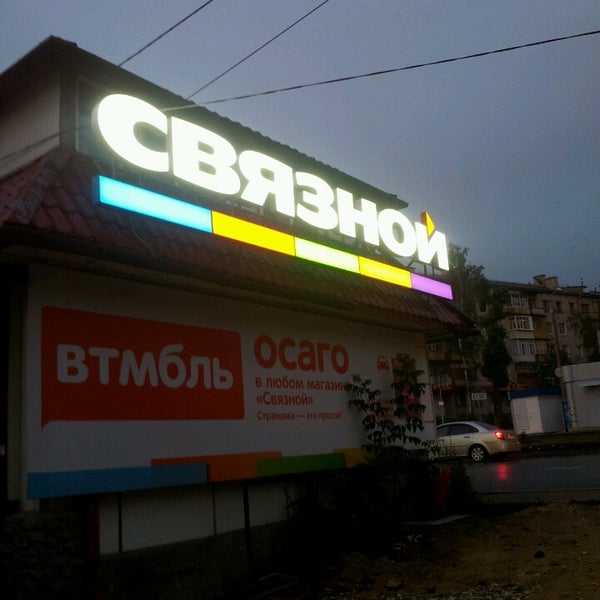 СВЯЗНОЙ
ВТМБЛЬ
ОСАГО
в любом магазине
«Связной»
Страховка — это просто!